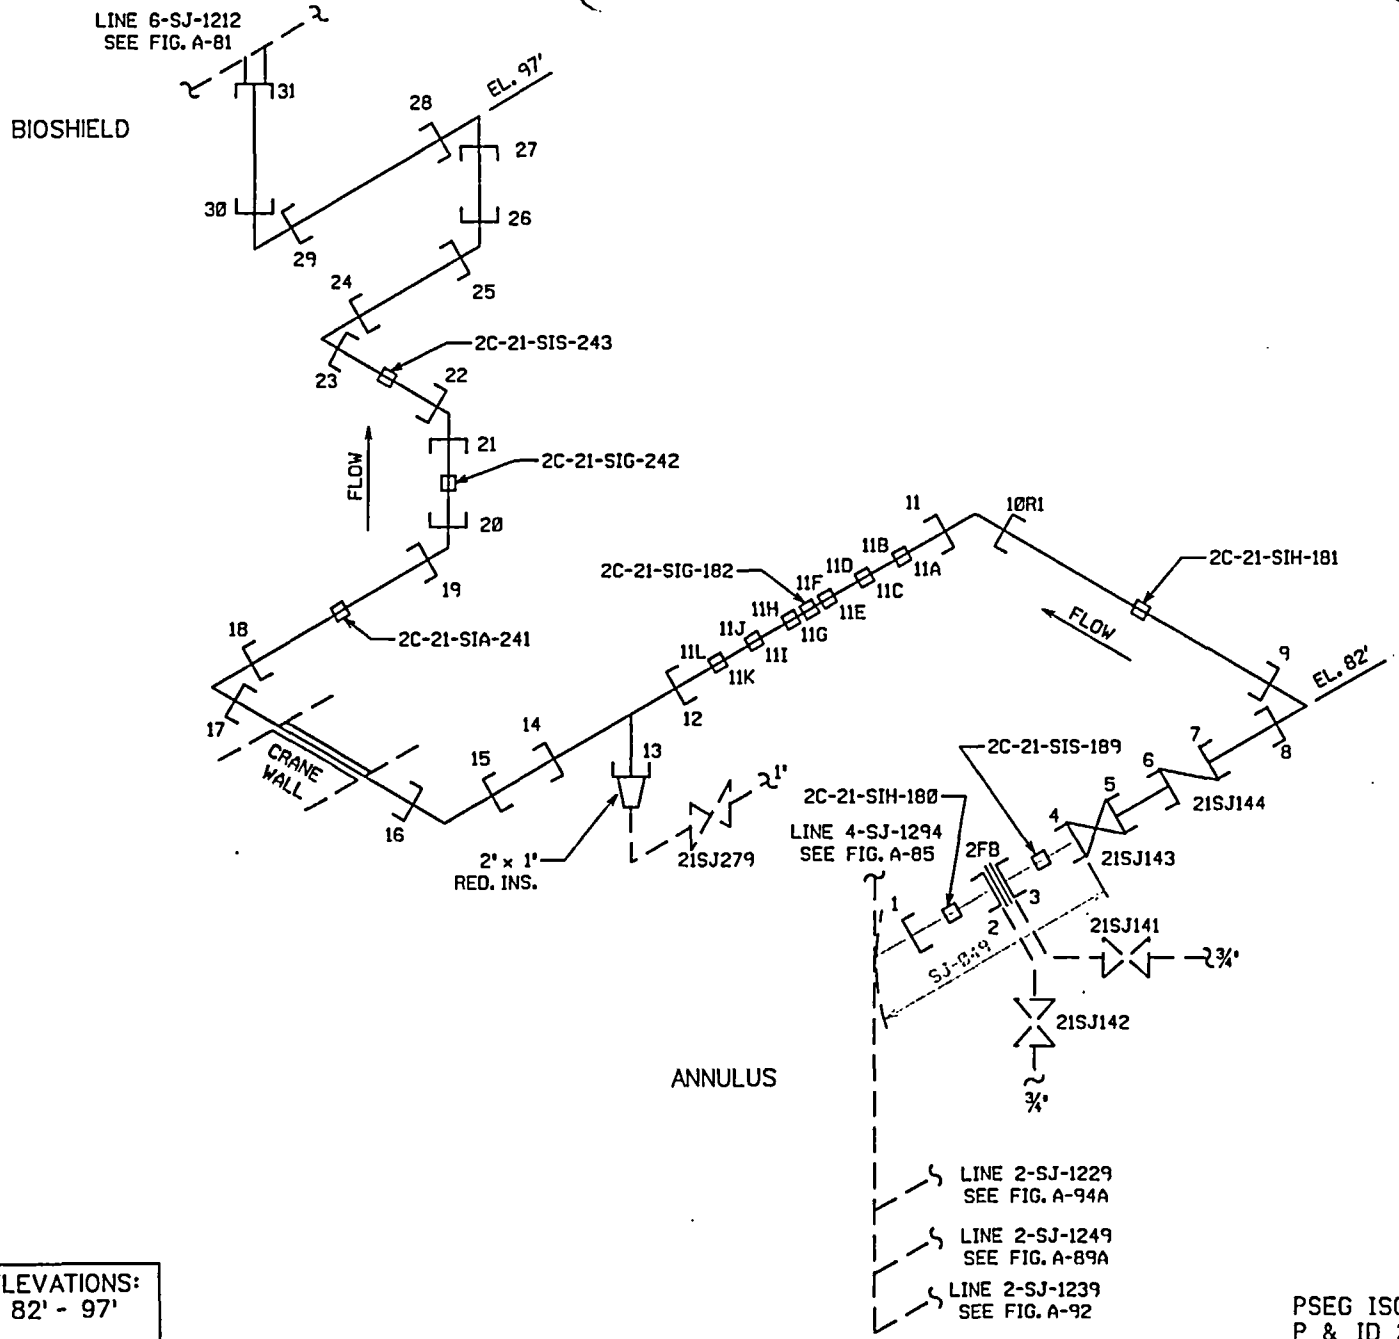 LINE 6-SJ-1212
SEE FIG. A-81
BIOSHIELD
31
28
EL. 97'
27
30
26
29
25
24
2C-21-SIS-243
23
22
21
2C-21-SIG-242
FLOW
20
19
18
2C-21-SIA-241
17
CRANE
WALL
16
15
14
13
2" x 1"
RED. INS.
21SJ279
1"
12
11L
11K
11J
11I
11H
11G
2C-21-SIG-182
11F
11E
11D
11C
11B
11A
11
10R1
2C-21-SIH-181
FLOW
9
EL. 82'
8
7
6
21SJ144
5
4
21SJ143
2C-21-SIS-189
2C-21-SIH-180
LINE 4-SJ-1294
SEE FIG. A-85
2FB
3
1
2
21SJ141
3/4"
21SJ142
3/4"
ANNULUS
LINE 2-SJ-1229
SEE FIG. A-94A
LINE 2-SJ-1249
SEE FIG. A-89A
LINE 2-SJ-1239
SEE FIG. A-92
LEVATIONS:
82' - 97'
PSEG ISO
P & ID